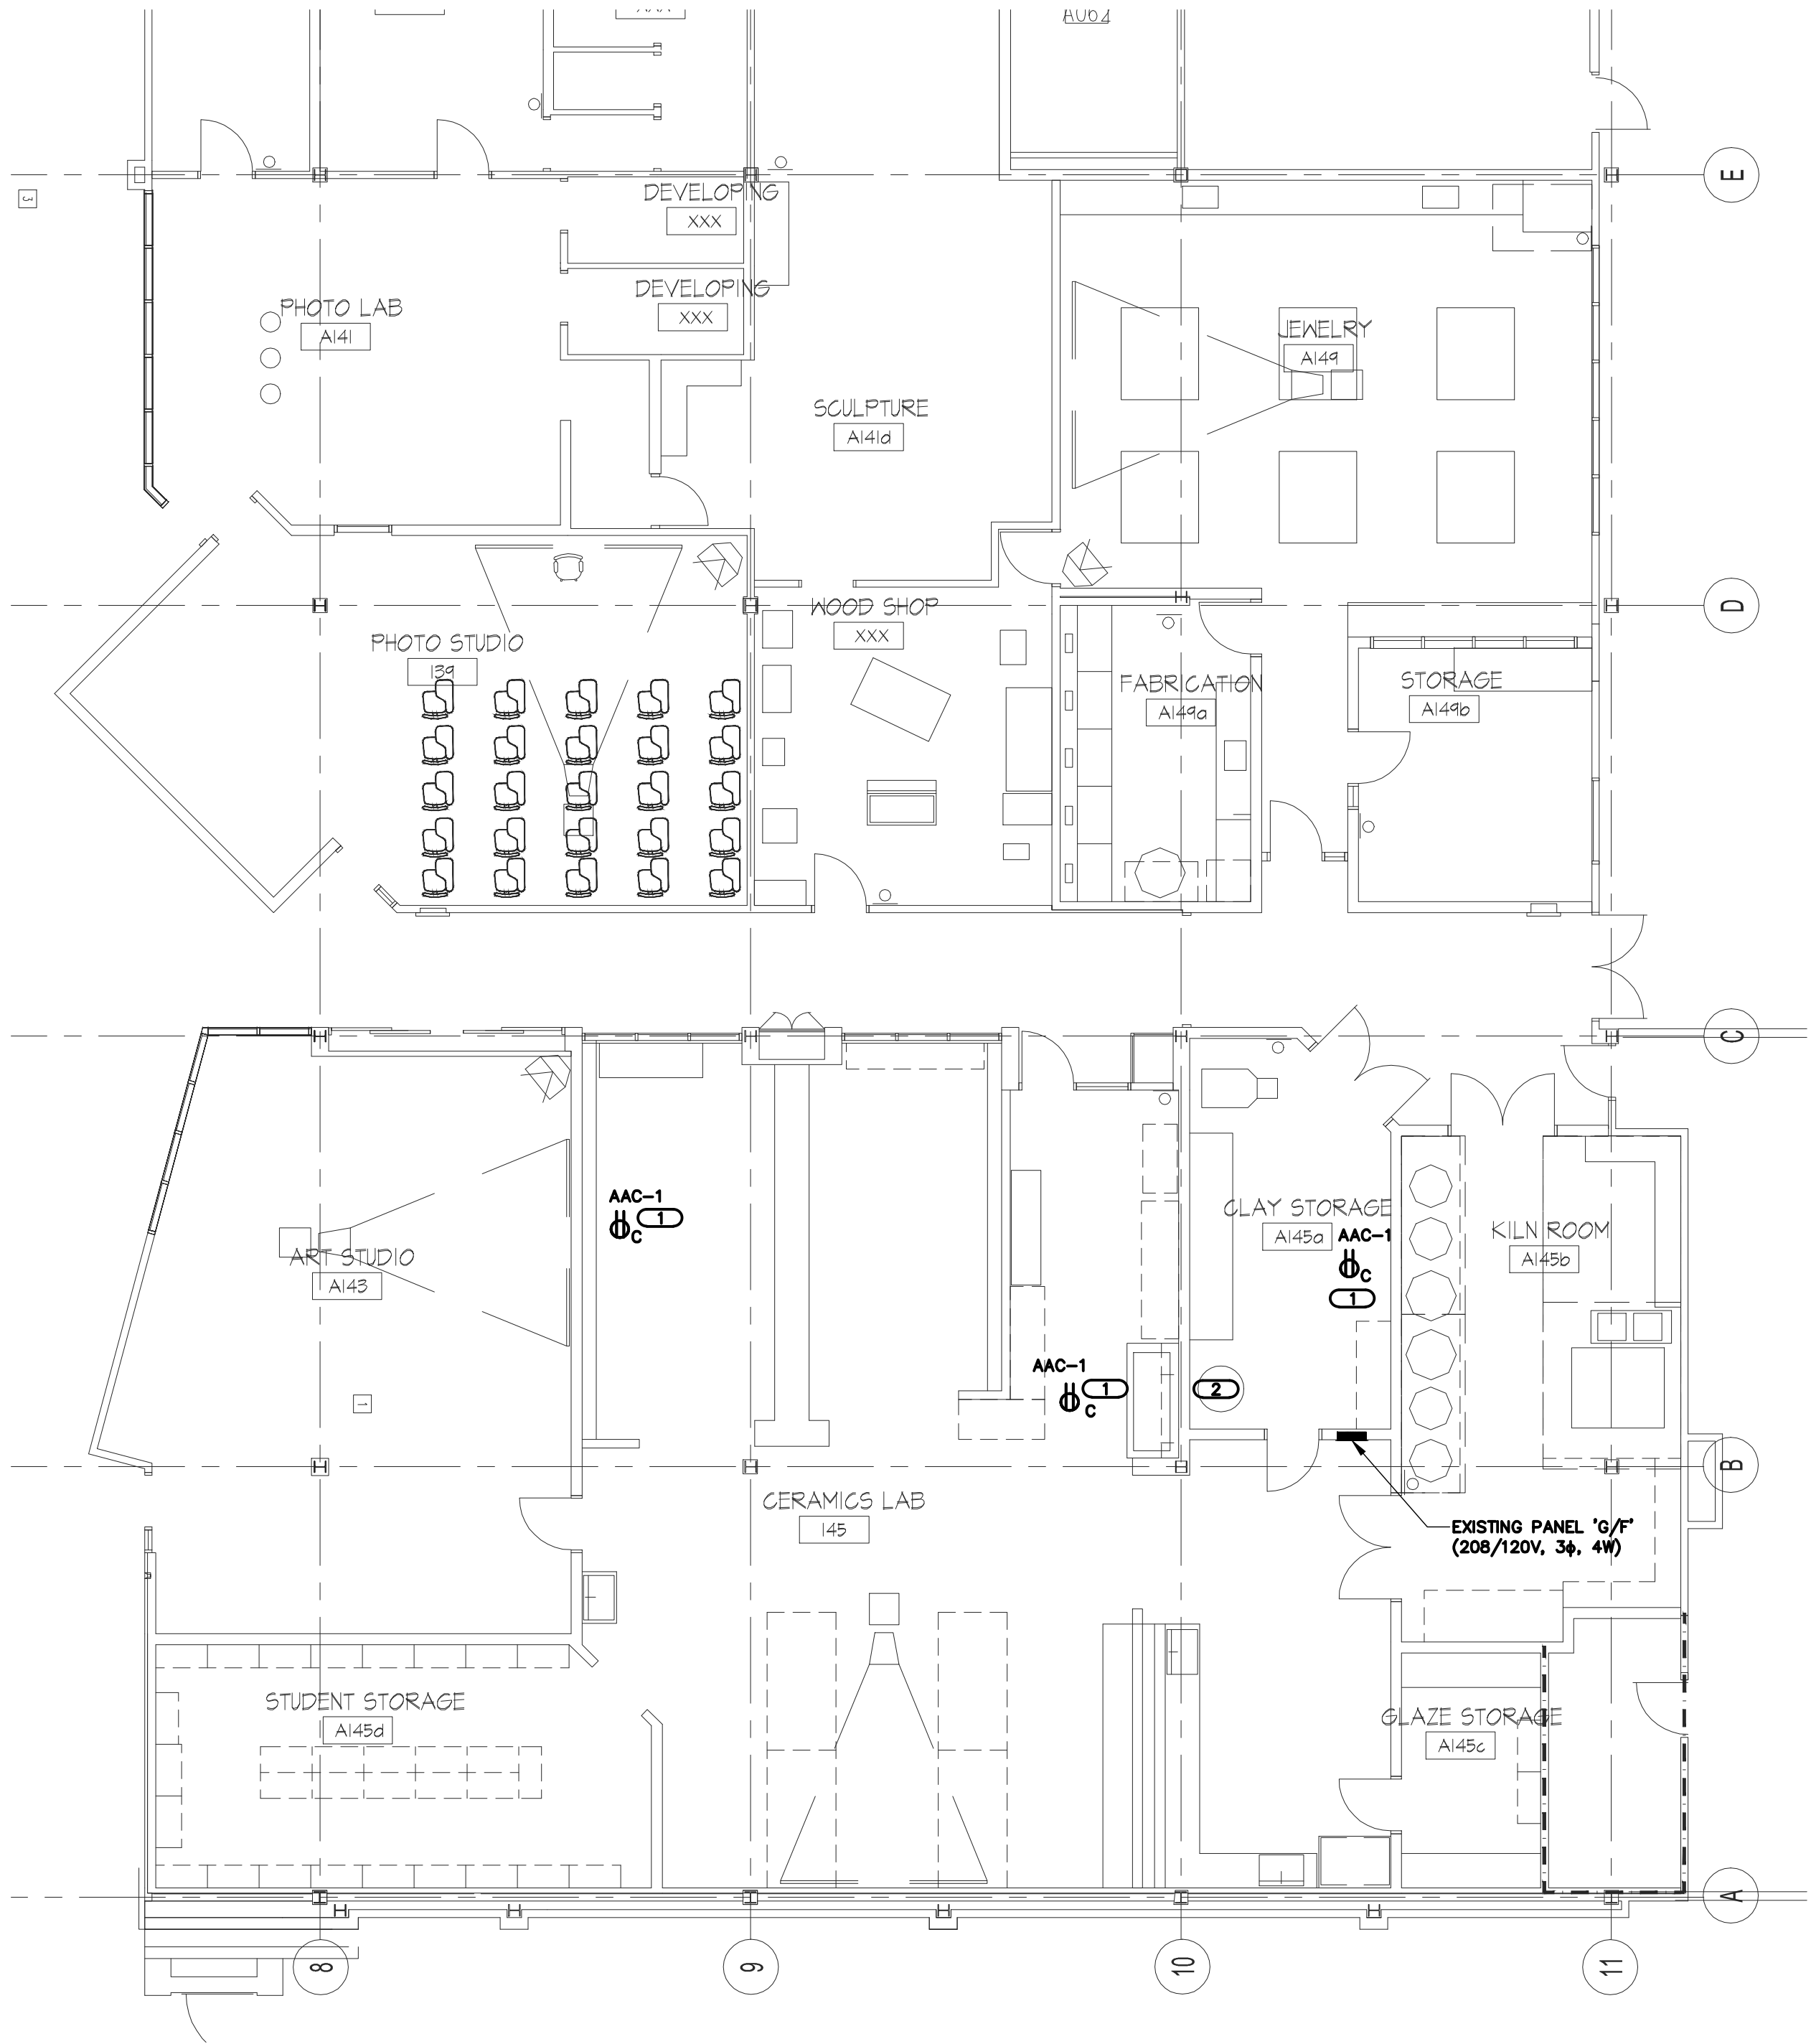 AU62
E
3
DEVELOPING
XXX
DEVELOPING
XXX
PHOTO LAB
A141
JEWELRY
A149
SCULPTURE
A141d
D
WOOD SHOP
XXX
PHOTO STUDIO
139
FABRICATION
A149a
STORAGE
A149b
C
AAC-1
1
C
CLAY STORAGE
A145a
AAC-1
C
1
KILN ROOM
A145b
ART STUDIO
A143
AAC-1
1
C
2
1
B
CERAMICS LAB
145
EXISTING PANEL 'G/F'
(208/120V, 3ϕ, 4W)
STUDENT STORAGE
A145d
GLAZE STORAGE
A145c
A
8
9
10
11